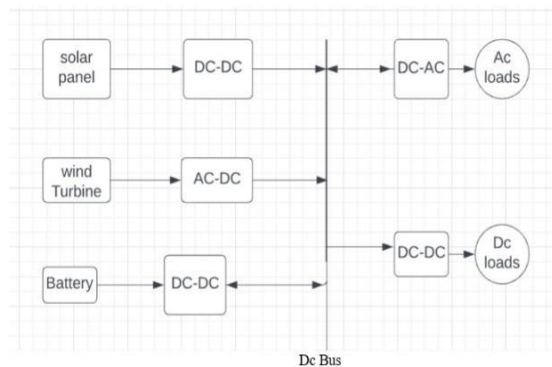 solar
panel
DC-DC
DC-AC
Ac
loads
wind
Turbine
AC-DC
DC-DC
Dc
loads
Battery
DC-DC
Dc Bus